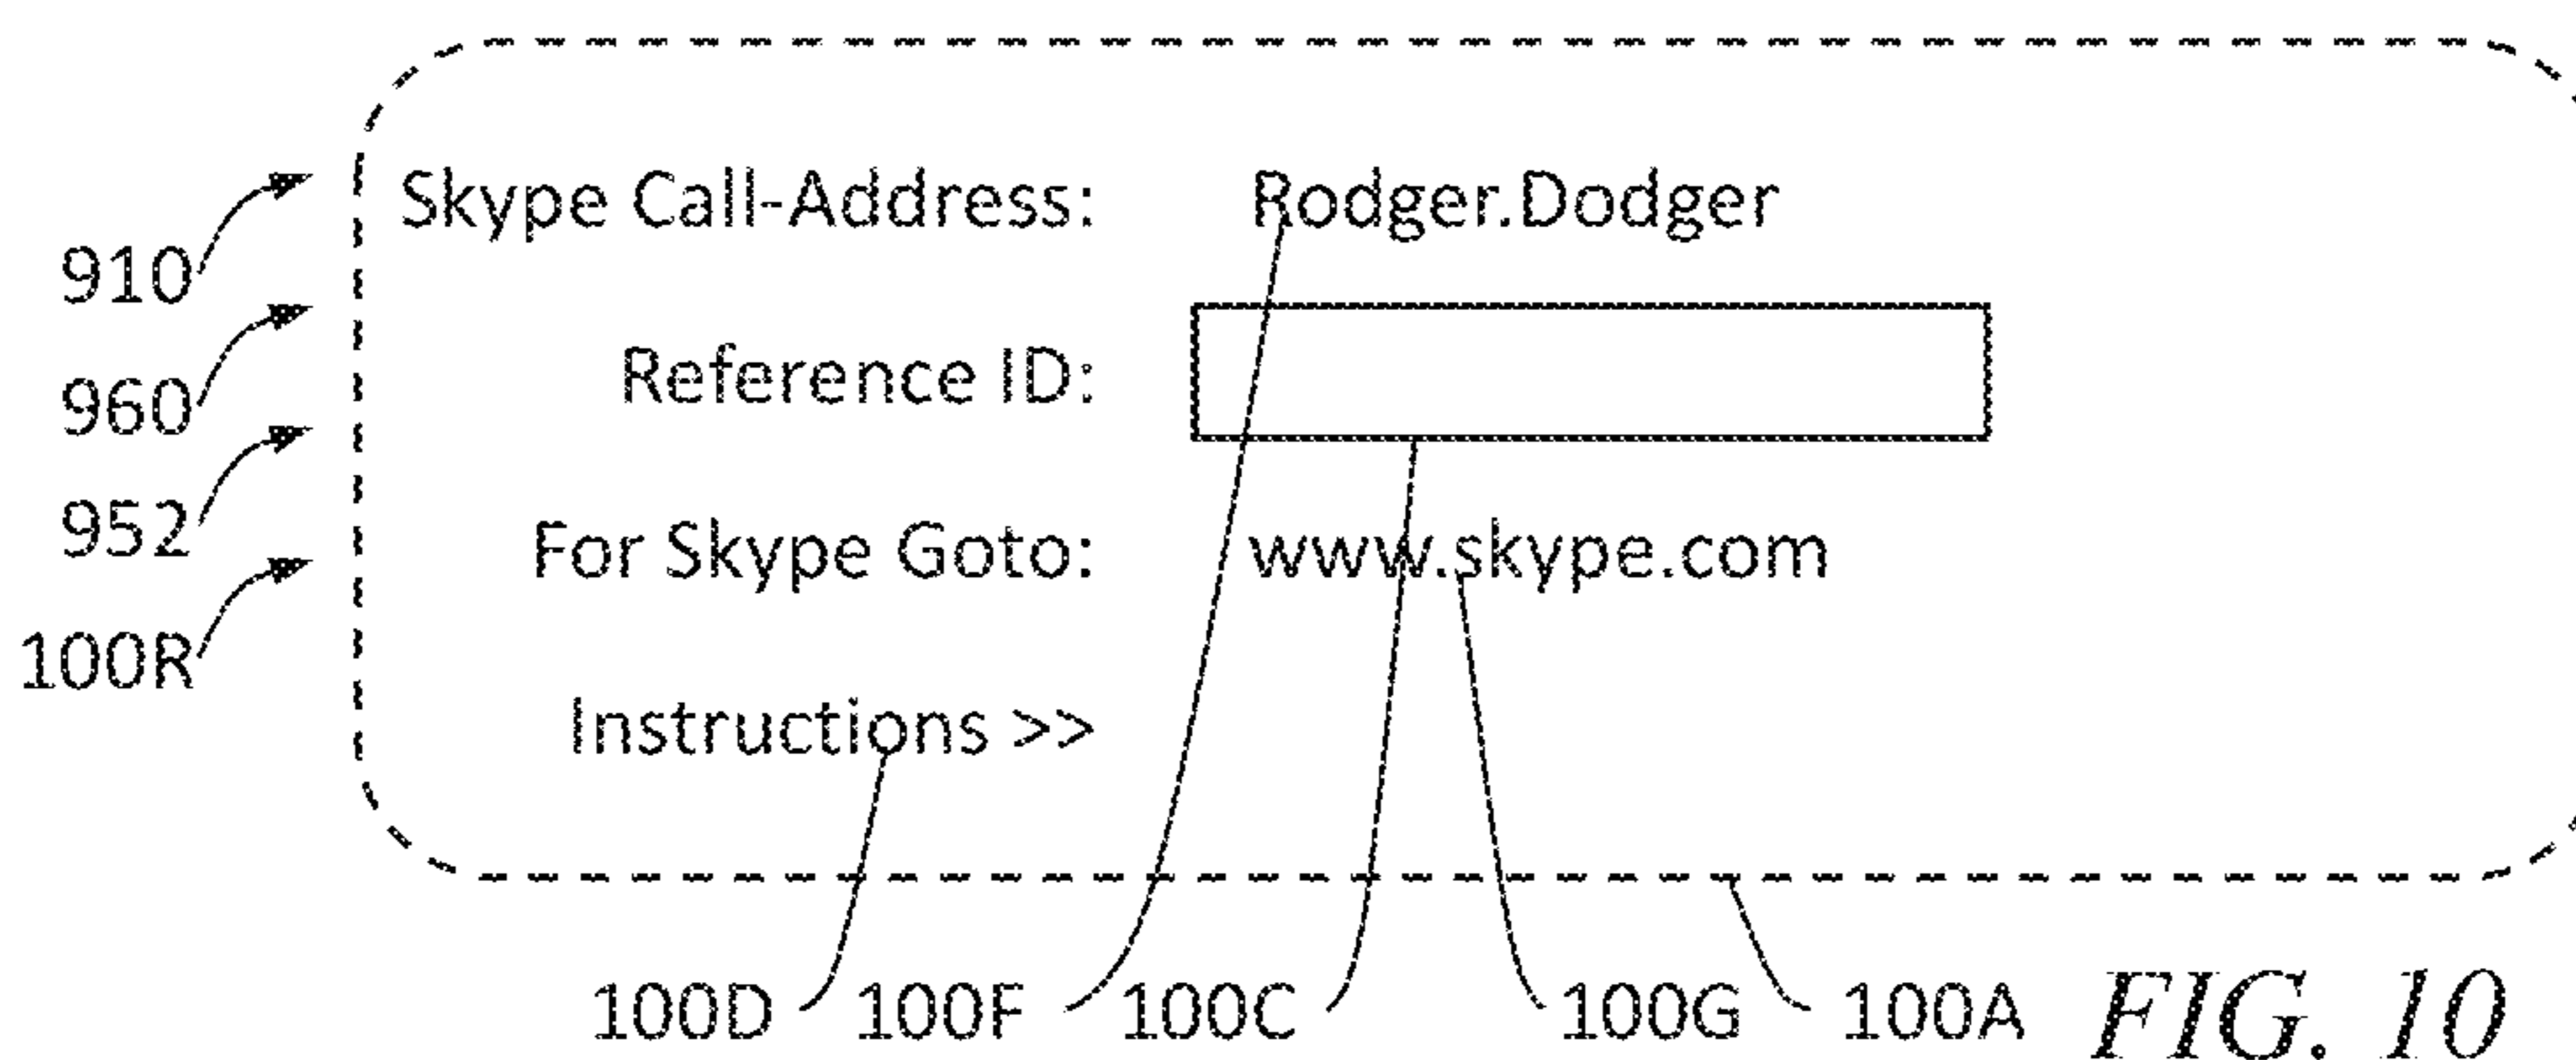 Skype Call-Address: Rodger.Dodger
910
Reference ID:
960
For Skype Goto: www.skype.com
952
100R
Instructions >>
100D 100F 100C 100G 100A FIG. 10